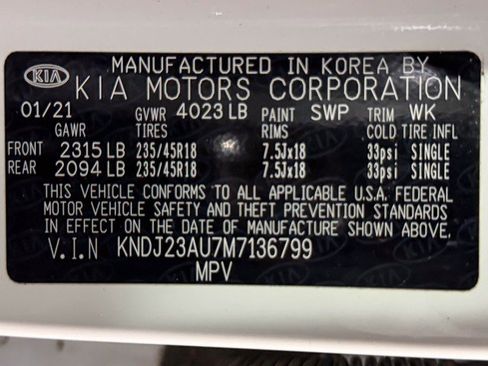 MANUFACTURED IN KOREA BY
KIA KIA MOTORS CORPORATION
01/21 GVWR 4023 LB PAINT SWP TRIM WK
GAWR TIRES RIMS COLD TIRE INFL
FRONT 2315 LB 235/45R18 7.5Jx18 33psi SINGLE
REAR 2094 LB 235/45R18 7.5Jx18 33psi SINGLE
THIS VEHICLE CONFORMS TO ALL APPLICABLE U.S.A. FEDERAL
MOTOR VEHICLE SAFETY AND THEFT PREVENTION STANDARDS
IN EFFECT ON THE DATE OF MANUFACTURE SHOWN ABOVE.
V.I.N KNDJ23AU7M7136799
MPV